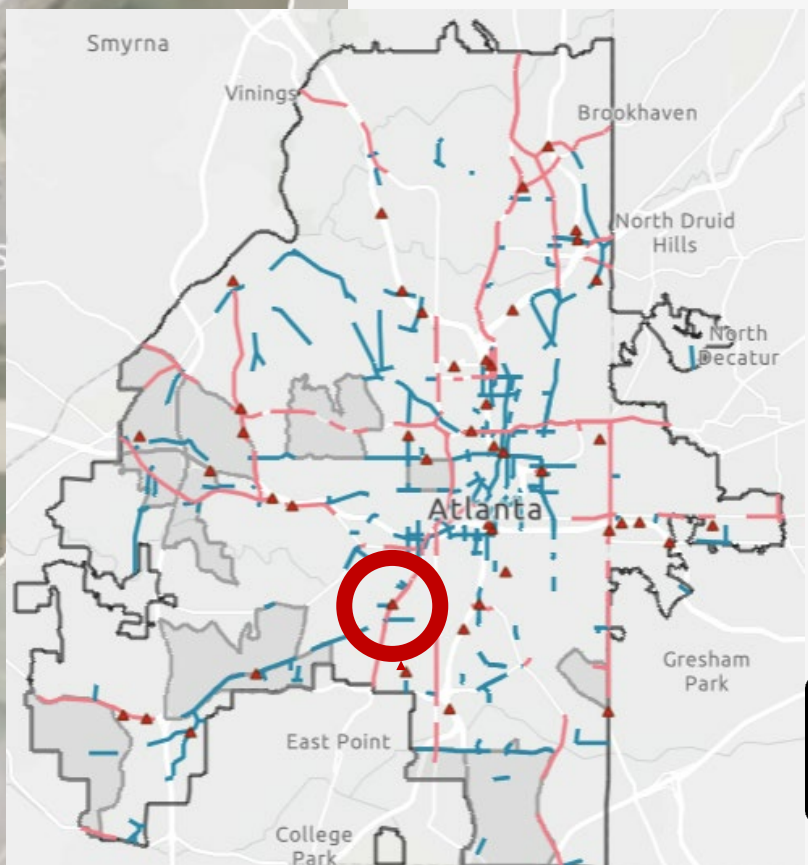 Smyrna
Vinings
Brookhaven
North Druid
Hills
North
Decatur
Atlanta
Gresham
Park
East Point
College
Park